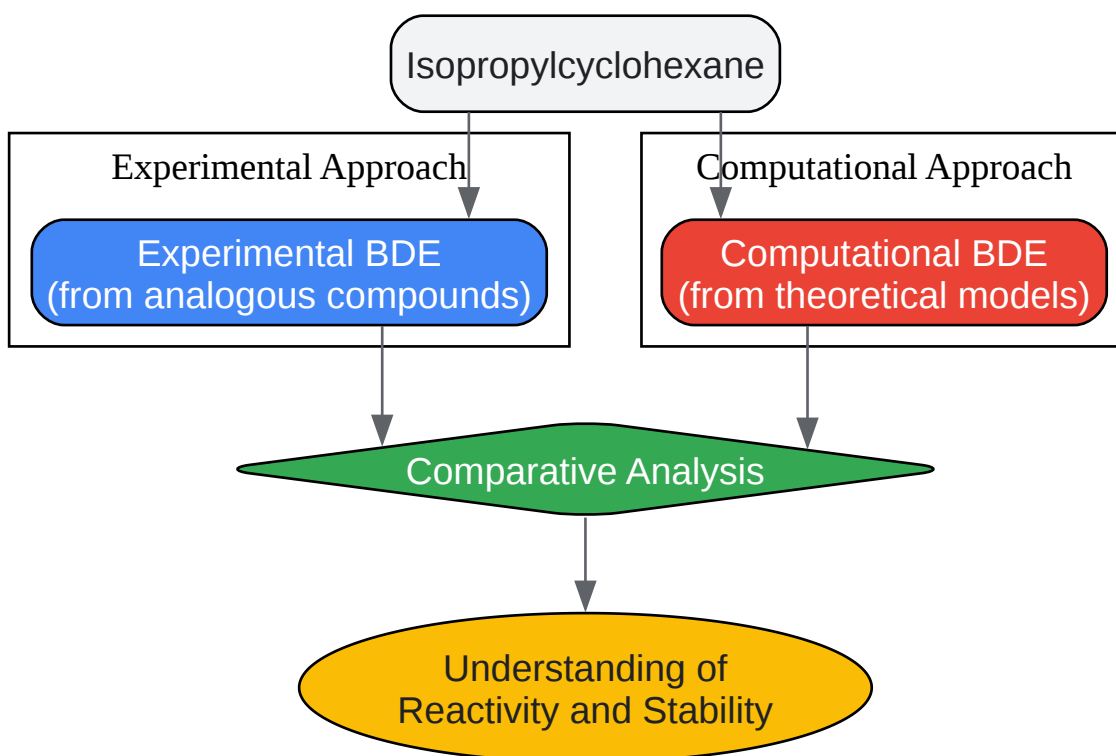 Isopropylcyclohexane
Experimental Approach
Computational Approach
Experimental BDE
(from analogous compounds)
Computational BDE
(from theoretical models)
Comparative Analysis
Understanding of
Reactivity and Stability